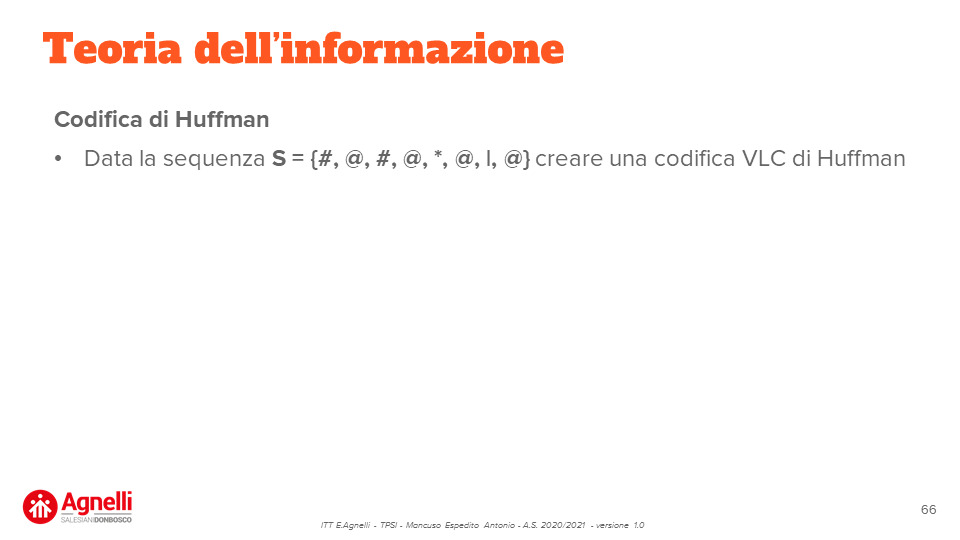 Teoria dell'informazione
Codifica di Huffman
• Data la sequenza S = {#, @, #, @, *, @, |, @} creare una codifica VLC di Huffman
Agnelli
SALESIANIDONBOSCO
ITT E.Agnelli - TPSI - Mancuso Espedito Antonio - A.S. 2020/2021 - versione 1.0
66